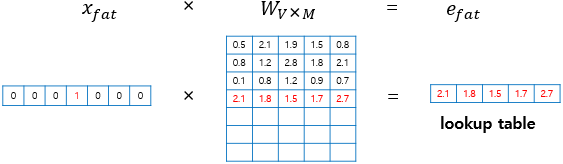 x_fat × W_V×M = e_fat
0.5 2.1 1.9 1.5 0.8
0.8 1.2 2.8 1.8 2.1
0.1 0.8 1.2 0.9 0.7
0 0 0 1 0 0 0 × 2.1 1.8 1.5 1.7 2.7 = 2.1 1.8 1.5 1.7 2.7
lookup table